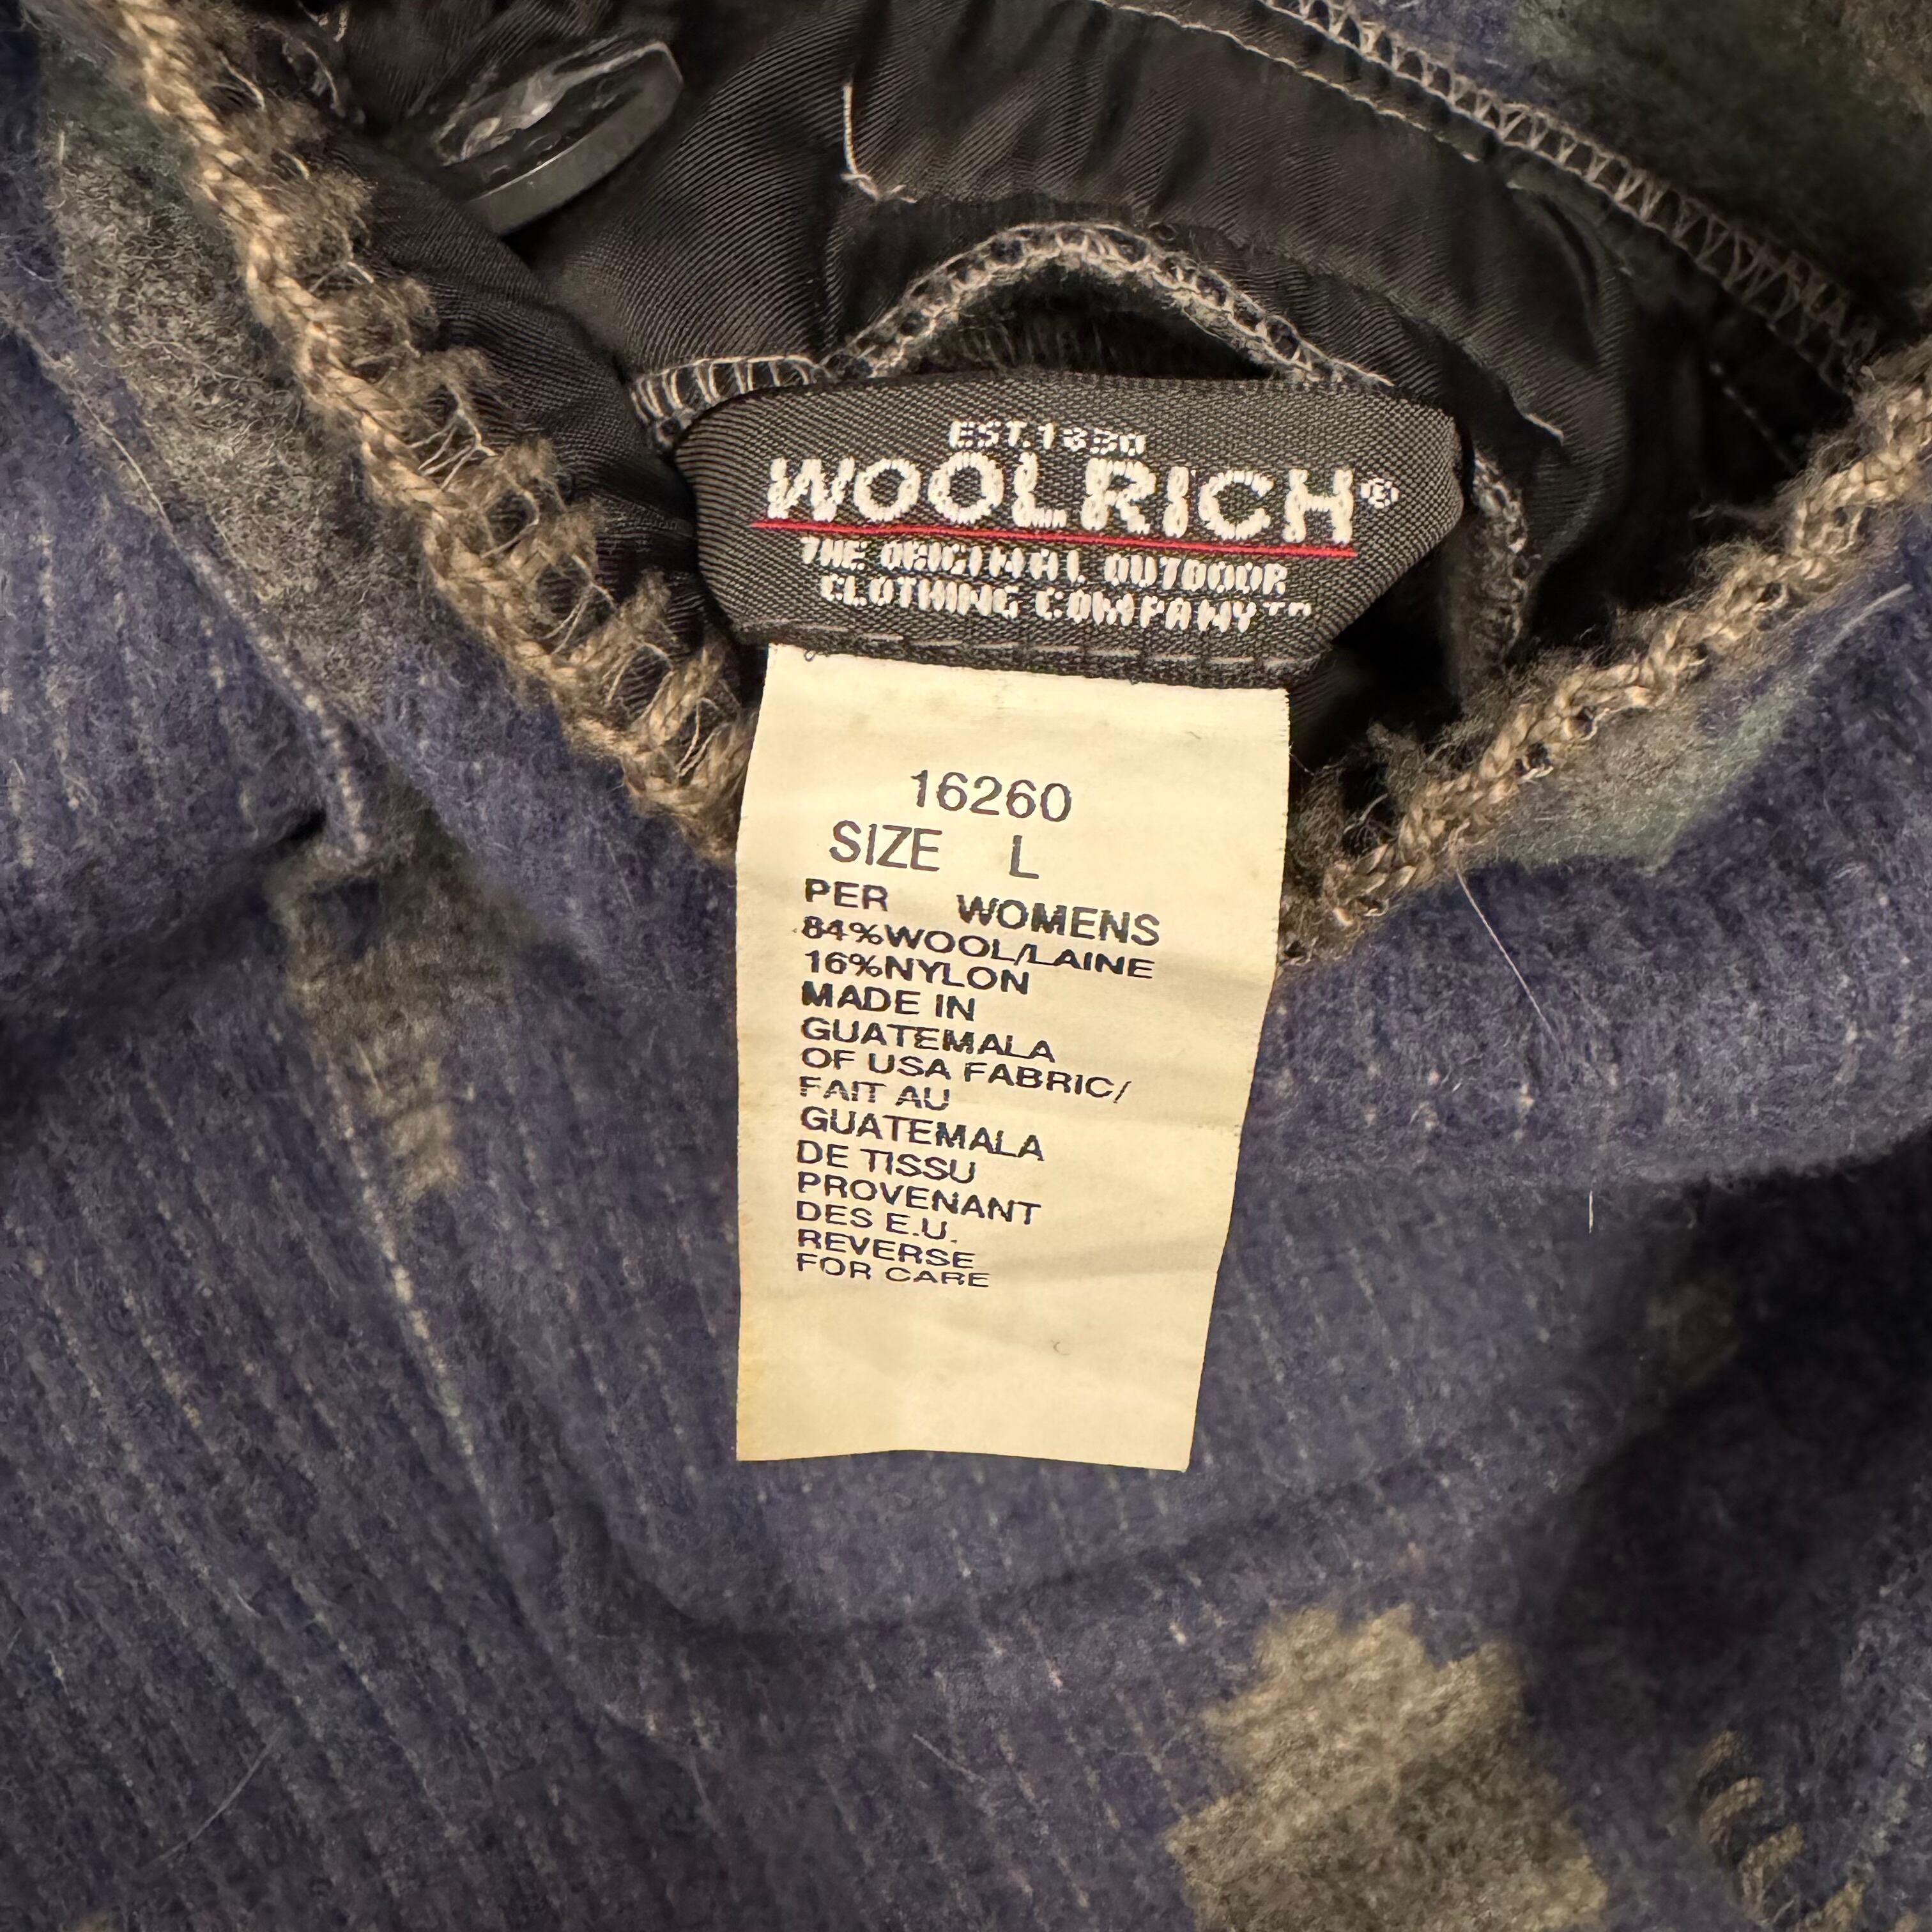 EST. 1830
WOOLRICH®
THE ORIGINAL OUTDOOR
CLOTHING COMPANY™
16260
SIZE L
PER WOMENS
84%WOOL/LAINE
16%NYLON
MADE IN
GUATEMALA
OF USA FABRIC/
FAIT AU
GUATEMALA
DE TISSU
PROVENANT
DES E.U.
REVERSE
FOR CARE